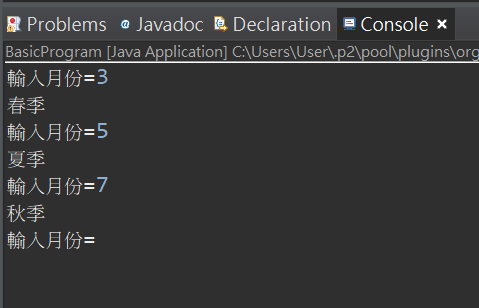 Problems @ Javadoc Declaration Console ×
BasicProgram [Java Application] C:\Users\User\.p2\pool\plugins\org
輸入月份=3
春季
輸入月份=5
夏季
輸入月份=7
秋季
輸入月份=